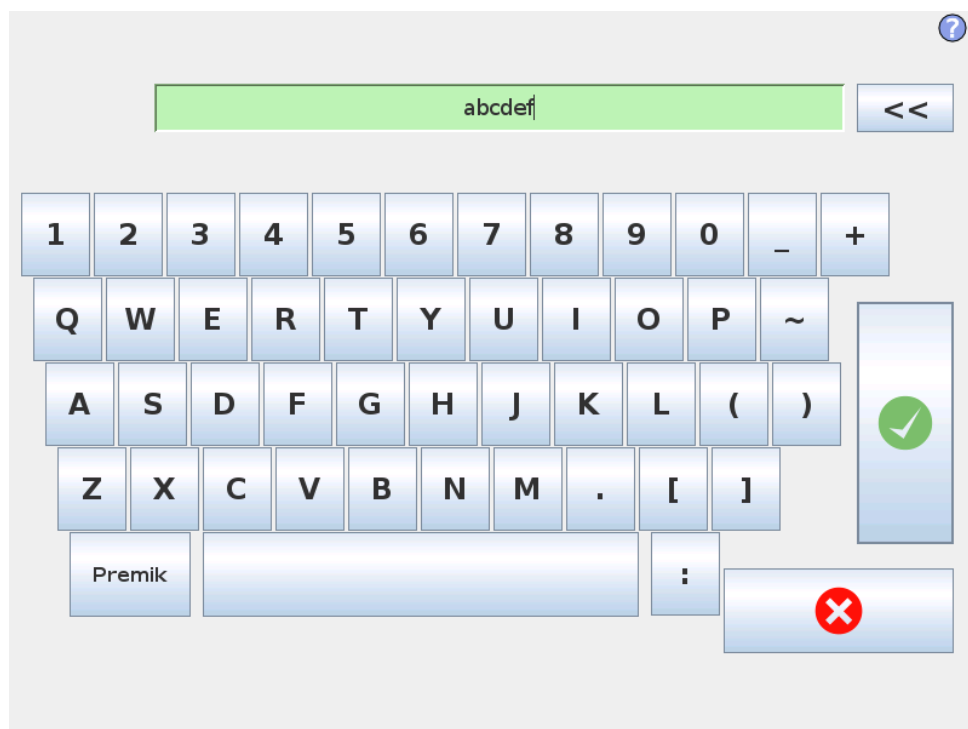 ?
abcdef
<<
1 2 3 4 5 6 7 8 9 0 _ +
Q W E R T Y U I O P ~
A S D F G H J K L ( )
Z X C V B N M . [ ]
Premik :